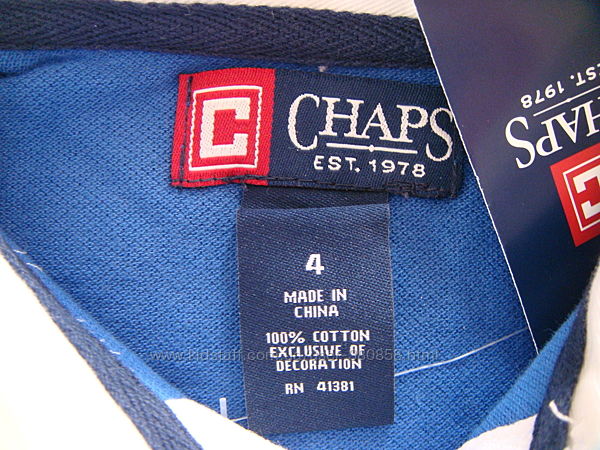 C CHAPS
EST. 1978
4
MADE IN
CHINA
100% COTTON
EXCLUSIVE OF
DECORATION
RN 41381
CHAPS
EST. 1978